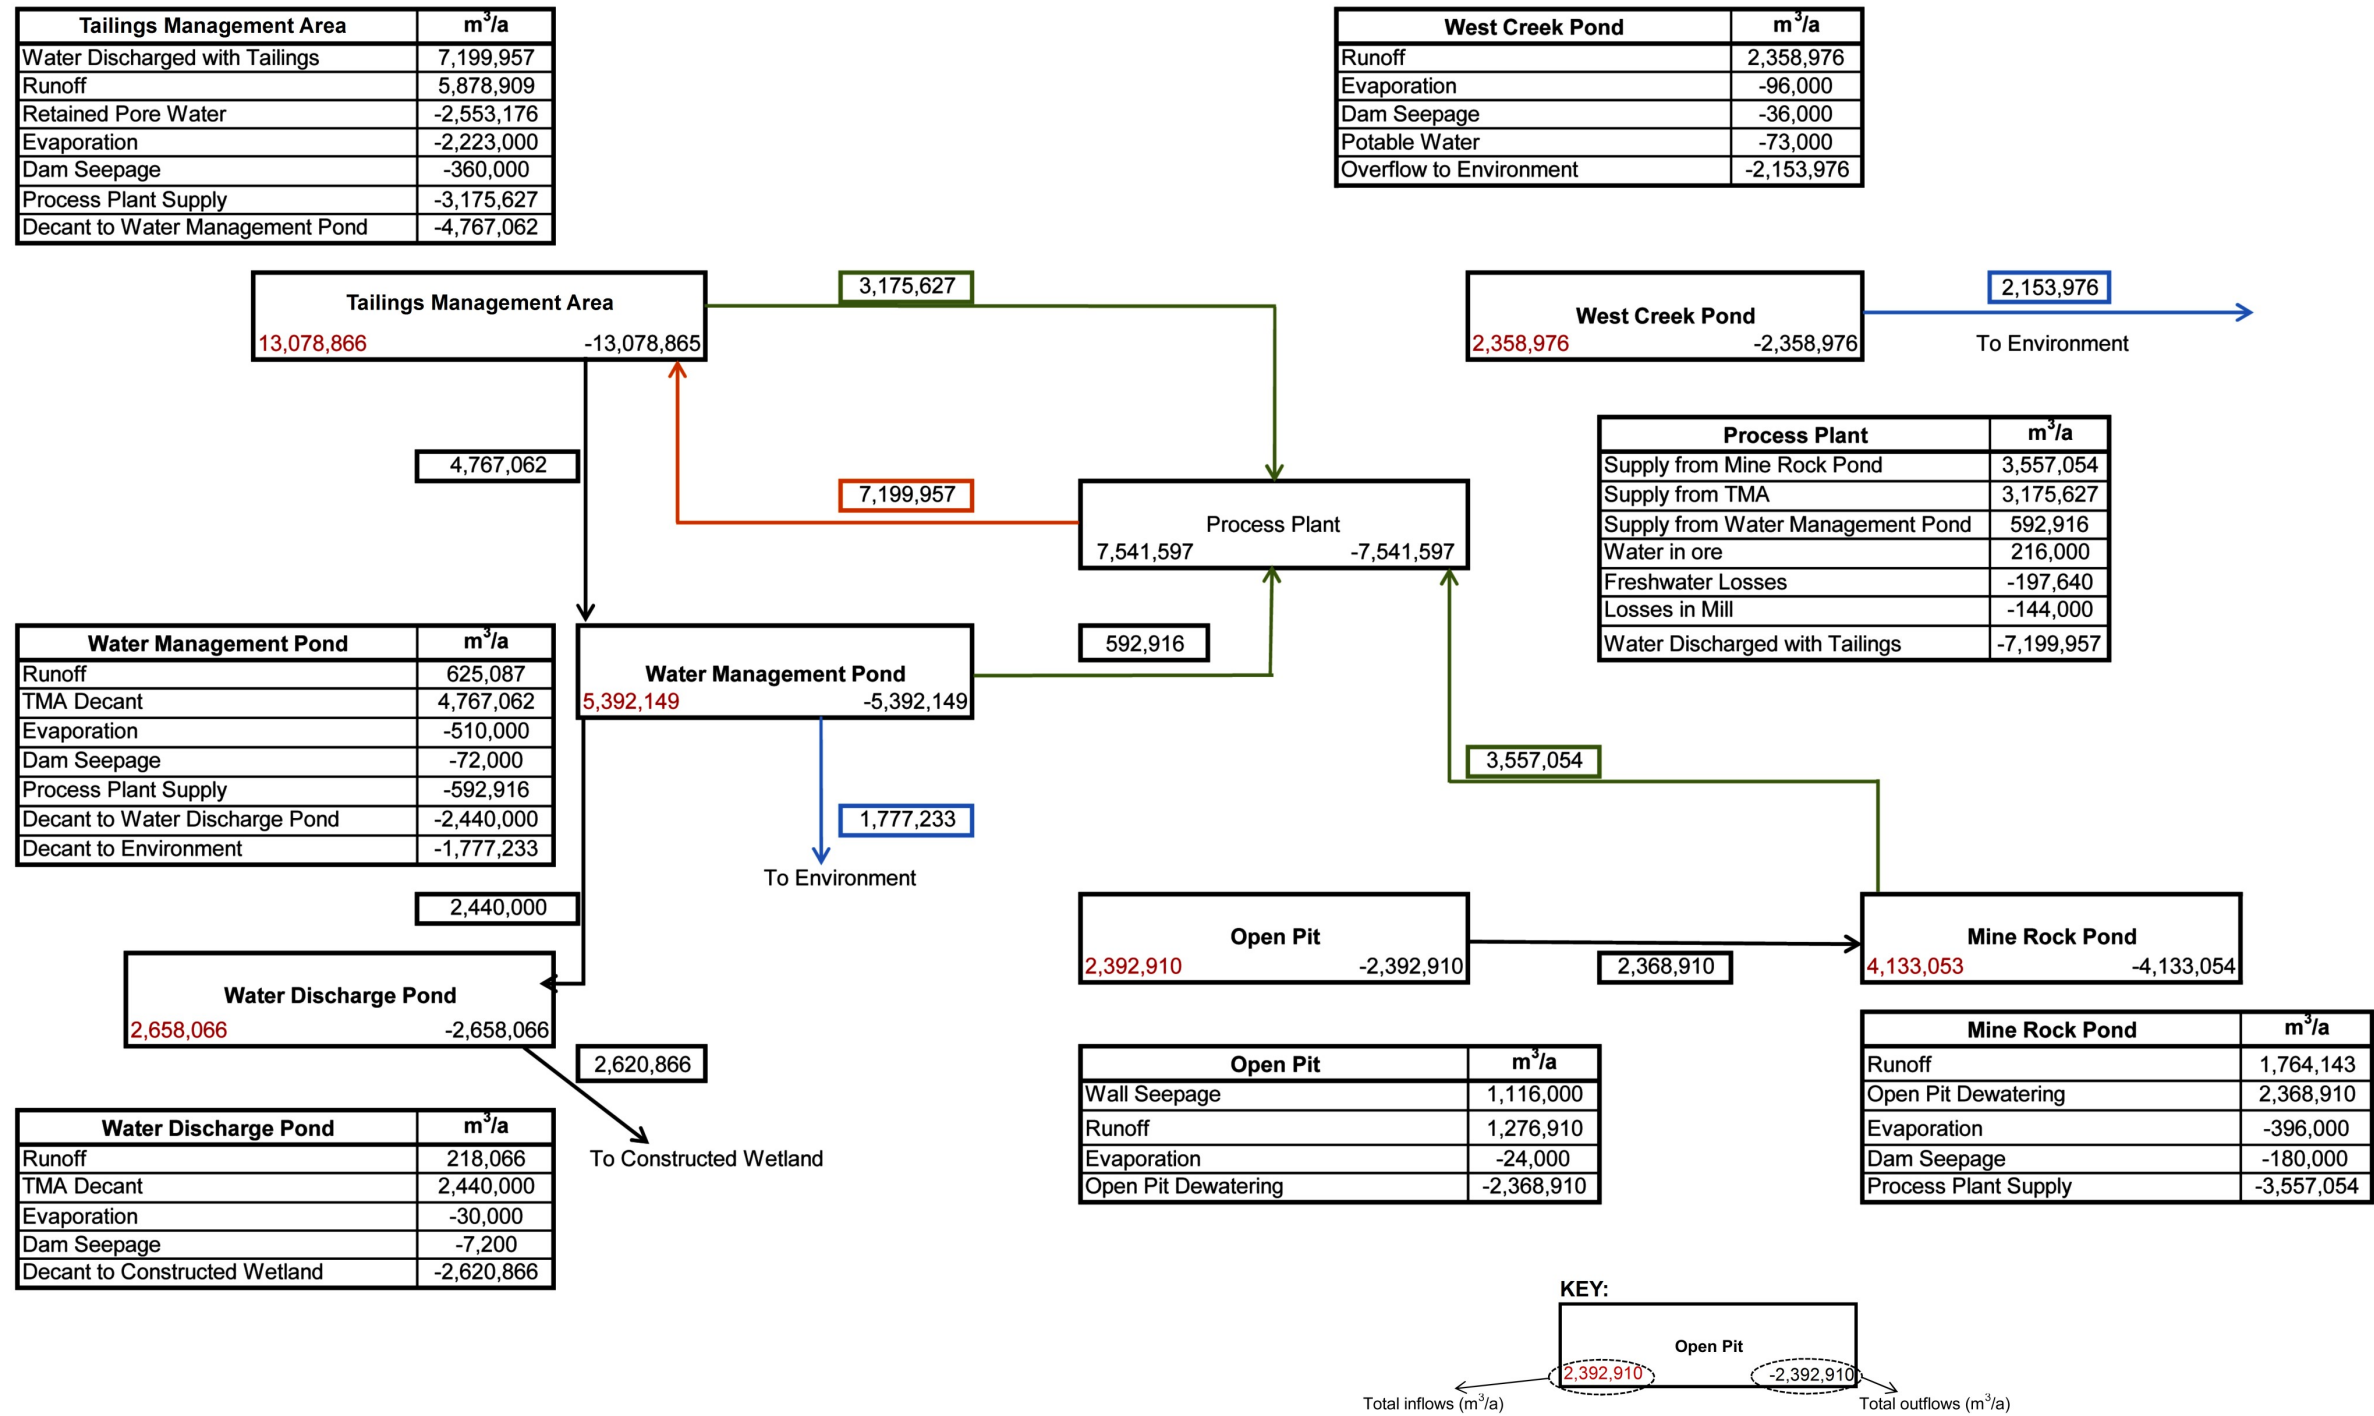 Tailings Management Area m³/a
Water Discharged with Tailings 7,199,957
Runoff 5,878,909
Retained Pore Water -2,553,176
Evaporation -2,223,000
Dam Seepage -360,000
Process Plant Supply -3,175,627
Decant to Water Management Pond -4,767,062
West Creek Pond m³/a
Runoff 2,358,976
Evaporation -96,000
Dam Seepage -36,000
Potable Water -73,000
Overflow to Environment -2,153,976
Tailings Management Area
13,078,866 -13,078,865
3,175,627
West Creek Pond
2,358,976 -2,358,976
2,153,976
To Environment
4,767,062
7,199,957
Process Plant
7,541,597 -7,541,597
Process Plant m³/a
Supply from Mine Rock Pond 3,557,054
Supply from TMA 3,175,627
Supply from Water Management Pond 592,916
Water in ore 216,000
Freshwater Losses -197,640
Losses in Mill -144,000
Water Discharged with Tailings -7,199,957
Water Management Pond m³/a
Runoff 625,087
TMA Decant 4,767,062
Evaporation -510,000
Dam Seepage -72,000
Process Plant Supply -592,916
Decant to Water Discharge Pond -2,440,000
Decant to Environment -1,777,233
Water Management Pond
5,392,149 -5,392,149
592,916
3,557,054
1,777,233
To Environment
2,440,000
Open Pit
2,392,910 -2,392,910
2,368,910
Mine Rock Pond
4,133,053 -4,133,054
Water Discharge Pond
2,658,066 -2,658,066
2,620,866
To Constructed Wetland
Water Discharge Pond m³/a
Runoff 218,066
TMA Decant 2,440,000
Evaporation -30,000
Dam Seepage -7,200
Decant to Constructed Wetland -2,620,866
Open Pit m³/a
Wall Seepage 1,116,000
Runoff 1,276,910
Evaporation -24,000
Open Pit Dewatering -2,368,910
Mine Rock Pond m³/a
Runoff 1,764,143
Open Pit Dewatering 2,368,910
Evaporation -396,000
Dam Seepage -180,000
Process Plant Supply -3,557,054
KEY:
Open Pit
2,392,910 -2,392,910
Total inflows (m³/a) Total outflows (m³/a)